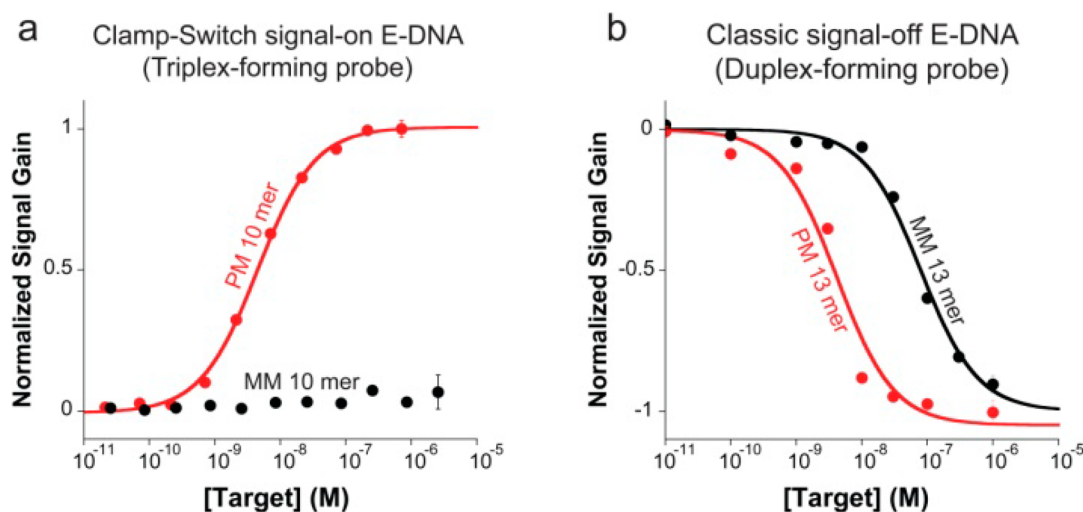 a
Clamp-Switch signal-on E-DNA
(Triplex-forming probe)
Normalized Signal Gain
1
0.5
0
PM 10 mer
MM 10 mer
10⁻¹¹ 10⁻¹⁰ 10⁻⁹ 10⁻⁸ 10⁻⁷ 10⁻⁶ 10⁻⁵
[Target] (M)
b
Classic signal-off E-DNA
(Duplex-forming probe)
Normalized Signal Gain
0
-0.5
-1
PM 13 mer
MM 13 mer
10⁻¹¹ 10⁻¹⁰ 10⁻⁹ 10⁻⁸ 10⁻⁷ 10⁻⁶ 10⁻⁵
[Target] (M)